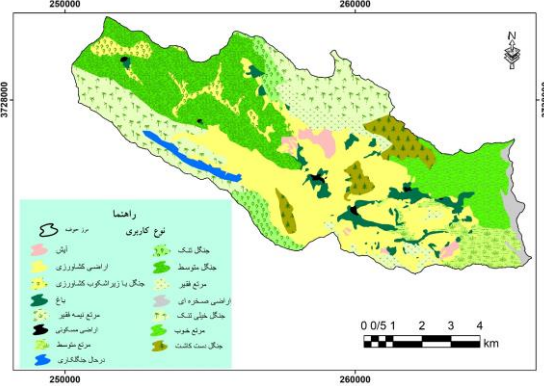 250000 260000
N
3728000 3728000
راهنما
نوع کاربری
مرز حوضه
آیش
اراضی کشاورزی
جنگل با زیراشکوب کشاورزی
باغ
مرتع نیمه فقیر
اراضی مسکونی
مرتع متوسط
درحال جنگلکاری
جنگل تنک
جنگل متوسط
مرتع فقیر
اراضی صخره ای
جنگل خیلی تنک
مرتع خوب
جنگل دست کاشت
0 0/5 1 2 3 4
km
250000 260000